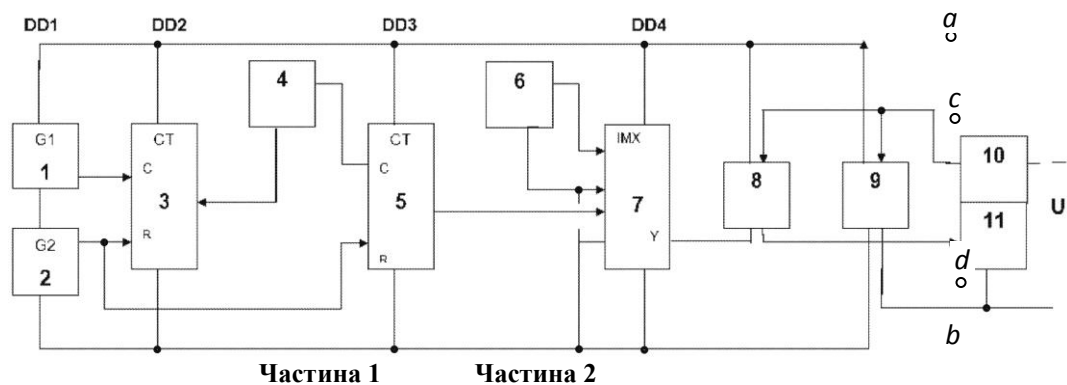 DD1 DD2 DD3 DD4 a
4 6
c
G1 CT CT IMX
1 C C 10
8 9
3 5 7 U
G2 R Y 11
2 R d
b
Частина 1 Частина 2